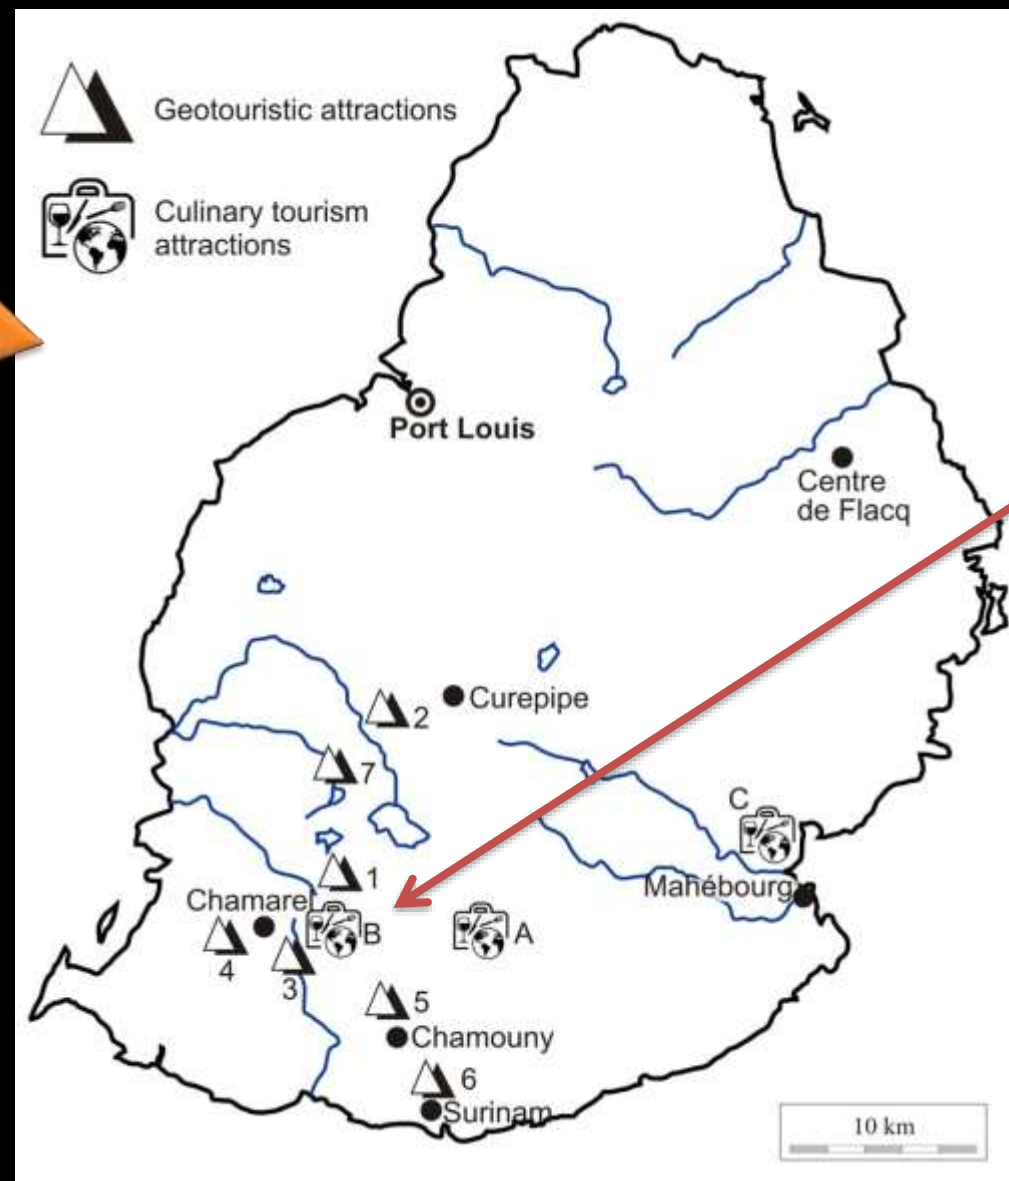 Geotouristic attractions
Culinary tourism
attractions
Port Louis
Centre
de Flacq
Curepipe
2
7
C
1
Mahébourg
Chamarel
B
A
4
3
5
Chamouny
6
Surinam
10 km